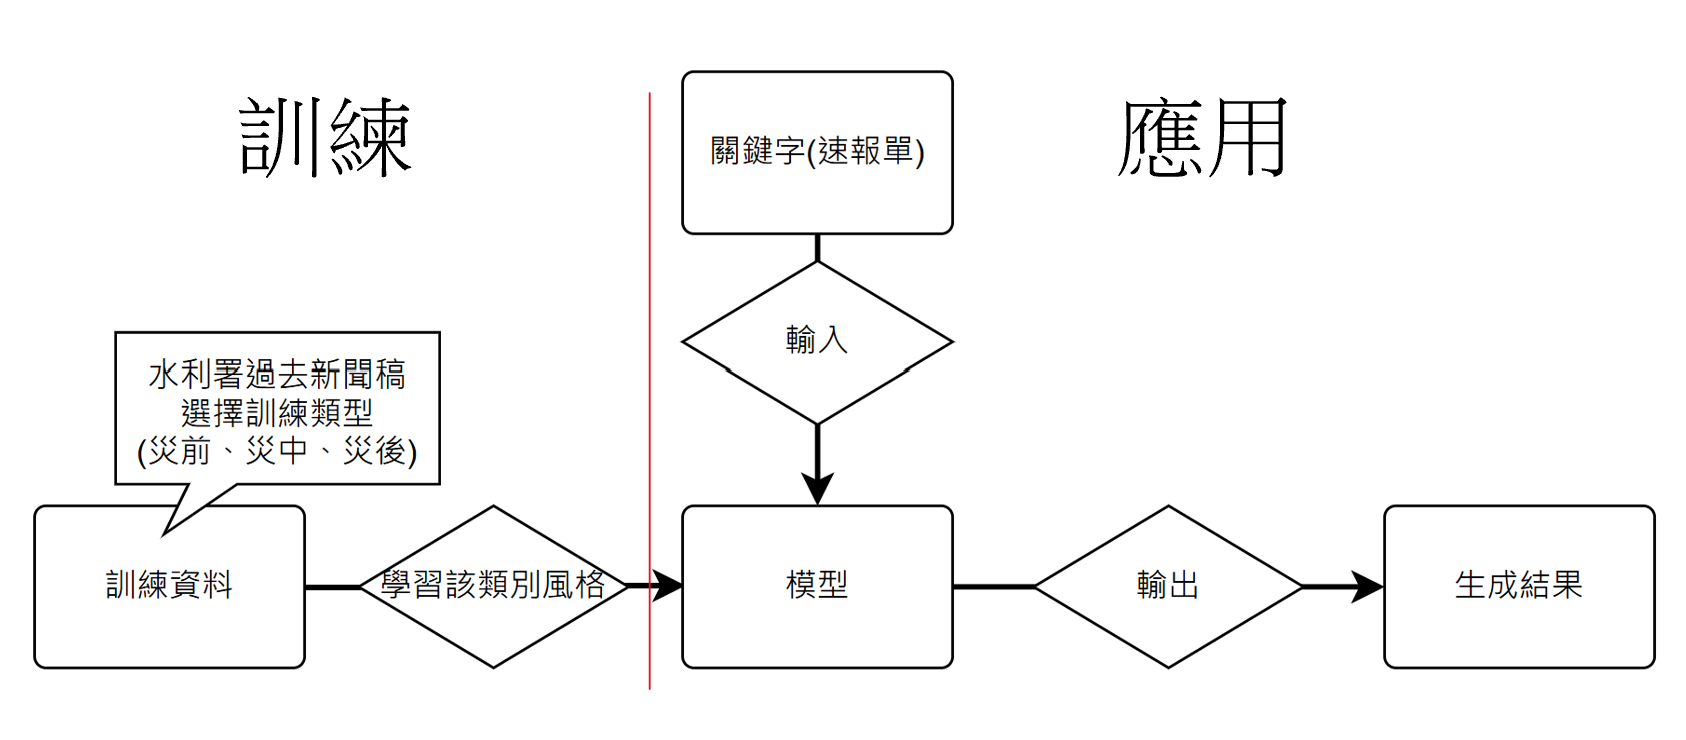 訓練
應用
關鍵字(速報單)
輸入
水利署過去新聞稿
選擇訓練類型
(災前、災中、災後)
訓練資料
學習該類別風格
模型
輸出
生成結果